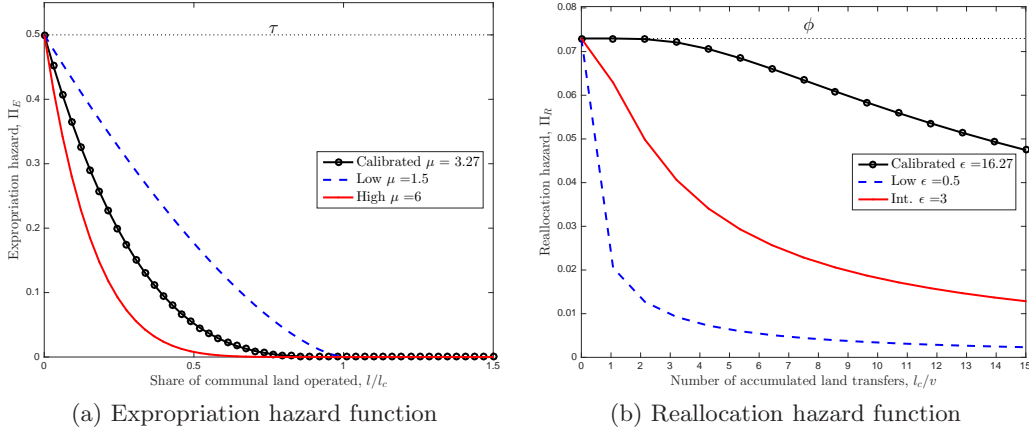 τ
0.5
0.4
0.3
0.2
0.1
0
Expropriation hazard, Π_E
Calibrated μ = 3.27
Low μ =1.5
High μ =6
0 0.5 1.0 1.5
Share of communal land operated, l/l_c
(a) Expropriation hazard function
0.08
ϕ
0.07
0.06
0.05
0.04
0.03
0.02
0.01
0
Reallocation hazard, Π_R
Calibrated ϵ =16.27
Low ϵ =0.5
Int. ϵ =3
0 1 2 3 4 5 6 7 8 9 10 11 12 13 14 15
Number of accumulated land transfers, l_c/v
(b) Reallocation hazard function